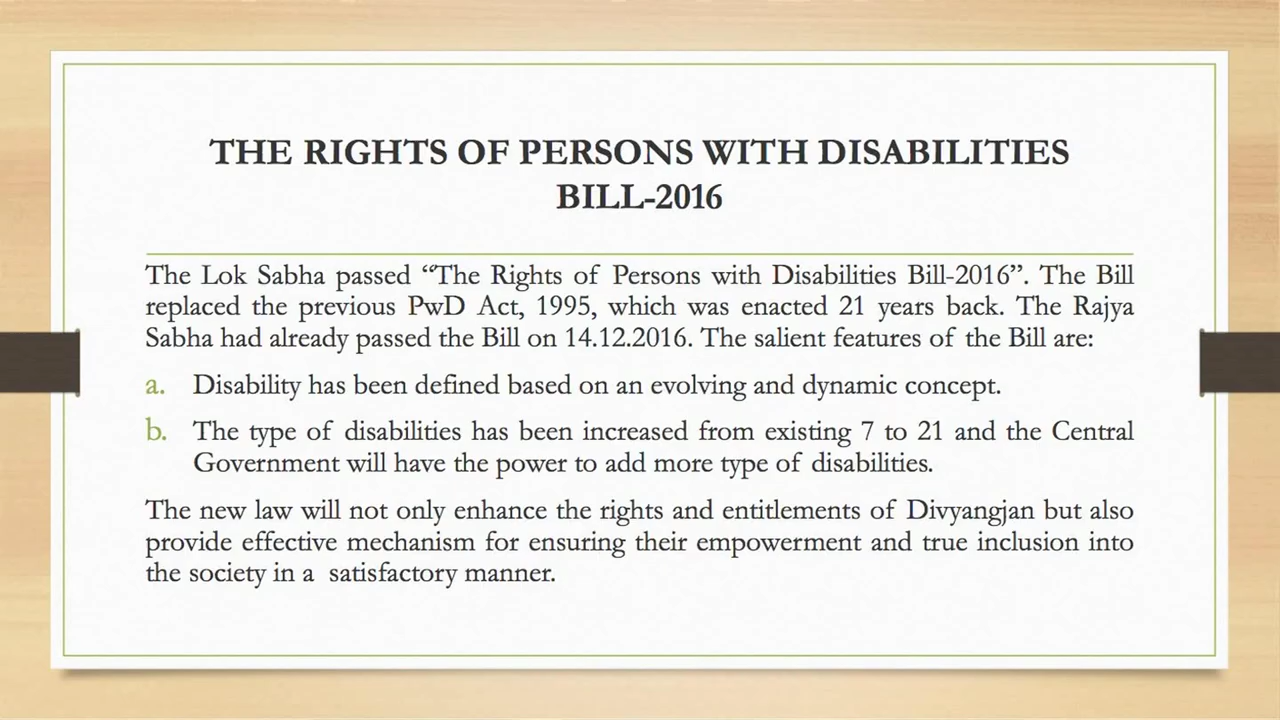 THE RIGHTS OF PERSONS WITH DISABILITIES
BILL-2016
The Lok Sabha passed “The Rights of Persons with Disabilities Bill-2016”. The Bill
replaced the previous PwD Act, 1995, which was enacted 21 years back. The Rajya
Sabha had already passed the Bill on 14.12.2016. The salient features of the Bill are:
a. Disability has been defined based on an evolving and dynamic concept.
b. The type of disabilities has been increased from existing 7 to 21 and the Central
Government will have the power to add more type of disabilities.
The new law will not only enhance the rights and entitlements of Divyangjan but also
provide effective mechanism for ensuring their empowerment and true inclusion into
the society in a satisfactory manner.